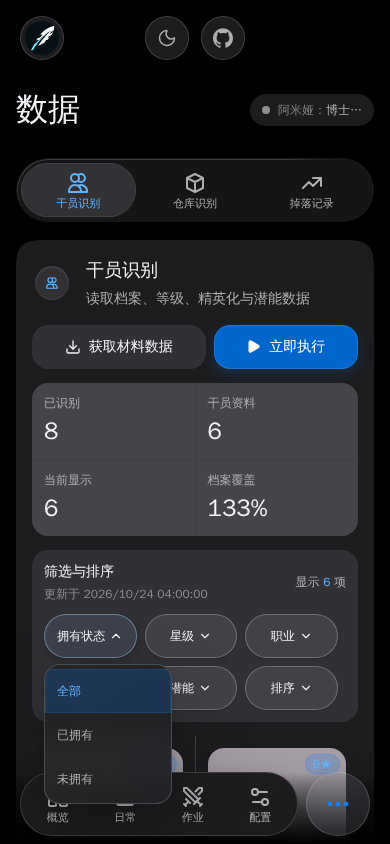 数据
阿米娅：博士…
干员识别
仓库识别
掉落记录
干员识别
读取档案、等级、精英化与潜能数据
获取材料数据
立即执行
已识别
8
干员资料
6
当前显示
6
档案覆盖
133%
筛选与排序
更新于 2026/10/24 04:00:00
显示 6 项
拥有状态
星级
职业
潜能
排序
全部
已拥有
未拥有
6★
概览
日常
作业
配置